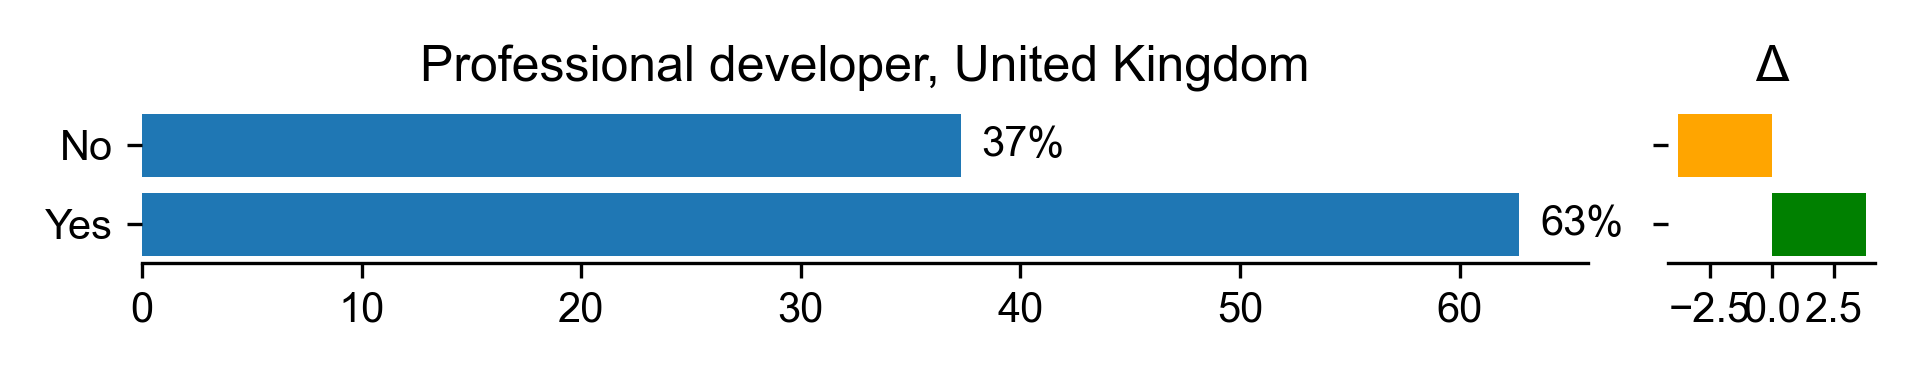 Professional developer, United Kingdom
Δ
No
37%
Yes
63%
0 10 20 30 40 50 60
−2.5 0.0 2.5